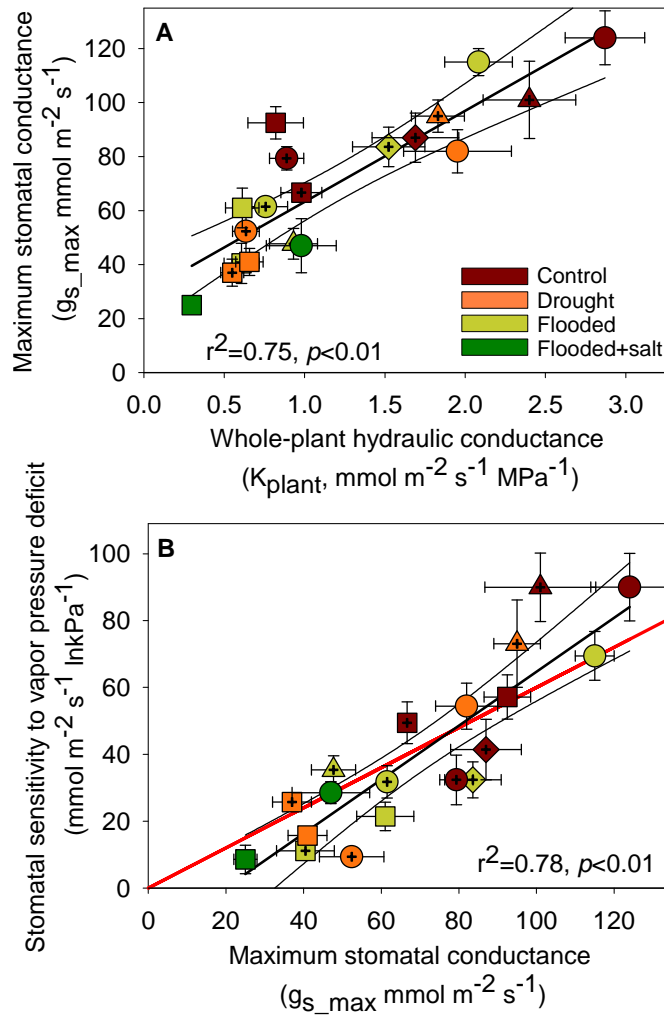 A
Maximum stomatal conductance
(g_s_max mmol m⁻² s⁻¹)
120
100
80
60
40
20
0
Control
Drought
Flooded
Flooded+salt
r²=0.75, p<0.01
0.0 0.5 1.0 1.5 2.0 2.5 3.0
Whole-plant hydraulic conductance
(K_plant, mmol m⁻² s⁻¹ MPa⁻¹)
B
Stomatal sensitivity to vapor pressure deficit
(mmol m⁻² s⁻¹ lnkPa⁻¹)
100
80
60
40
20
0
r²=0.78, p<0.01
0 20 40 60 80 100 120
Maximum stomatal conductance
(g_s_max mmol m⁻² s⁻¹)